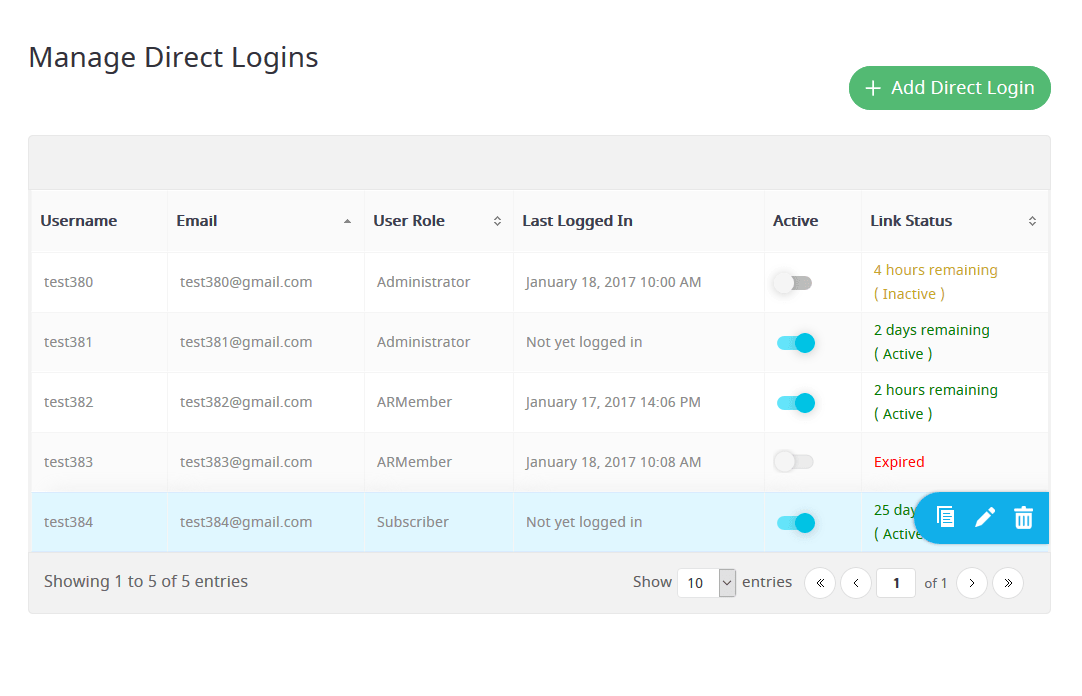 Manage Direct Logins
+ Add Direct Login
Username Email User Role Last Logged In Active Link Status
test380 test380@gmail.com Administrator January 18, 2017 10:00 AM 4 hours remaining
( Inactive )
test381 test381@gmail.com Administrator Not yet logged in 2 days remaining
( Active )
test382 test382@gmail.com ARMember January 17, 2017 14:06 PM 2 hours remaining
( Active )
test383 test383@gmail.com ARMember January 18, 2017 10:08 AM Expired
test384 test384@gmail.com Subscriber Not yet logged in 25
( Active
Showing 1 to 5 of 5 entries Show 10 entries « ‹ 1 of 1 › »